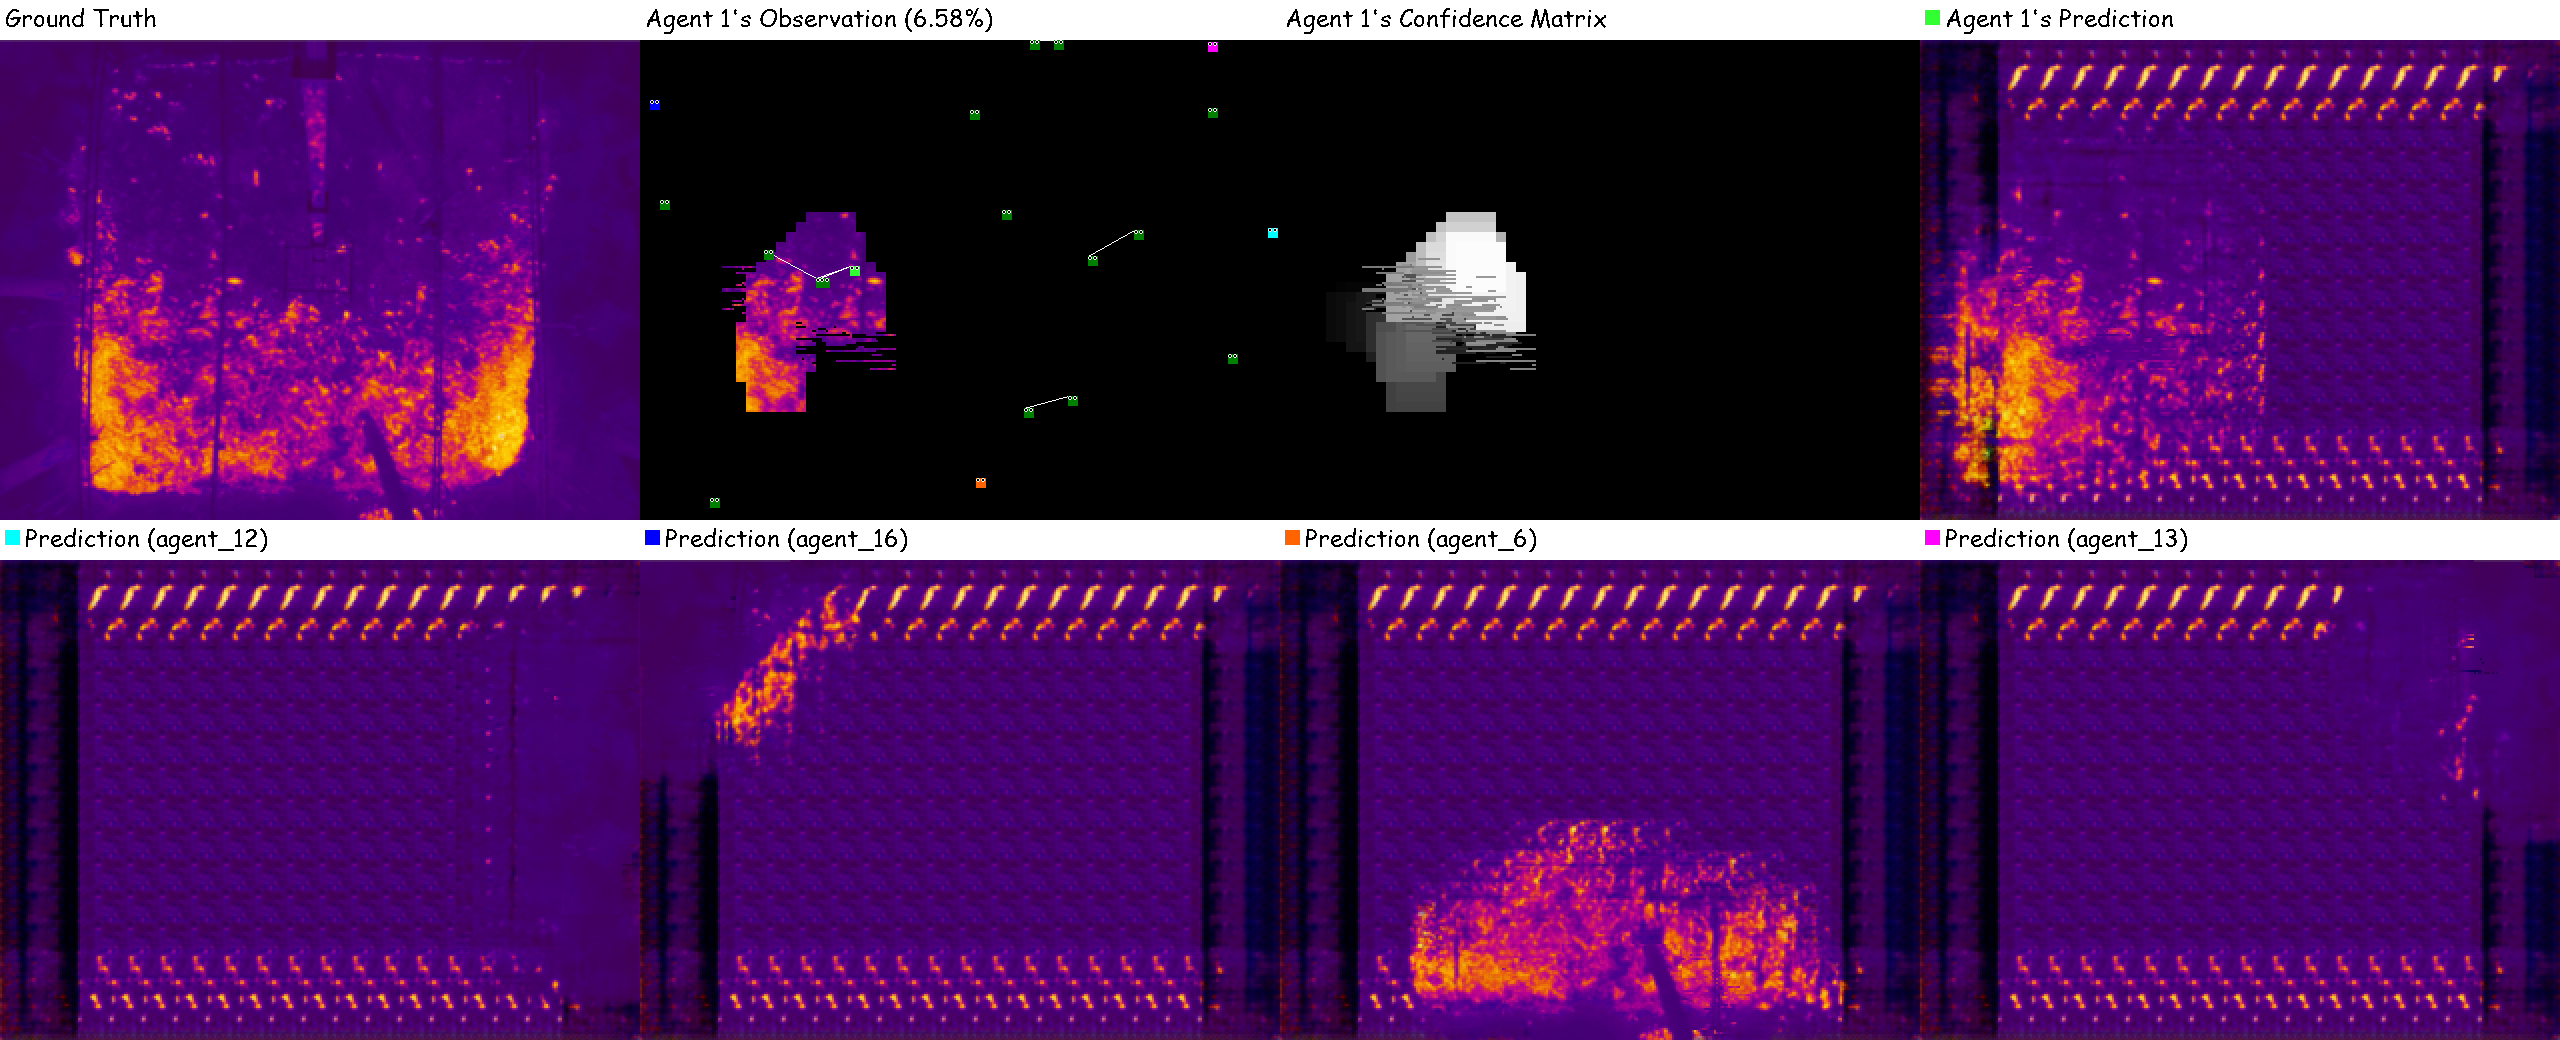 Ground Truth
Agent 1's Observation (6.58%)
Agent 1's Confidence Matrix
Agent 1's Prediction
Prediction (agent_12)
Prediction (agent_16)
Prediction (agent_6)
Prediction (agent_13)